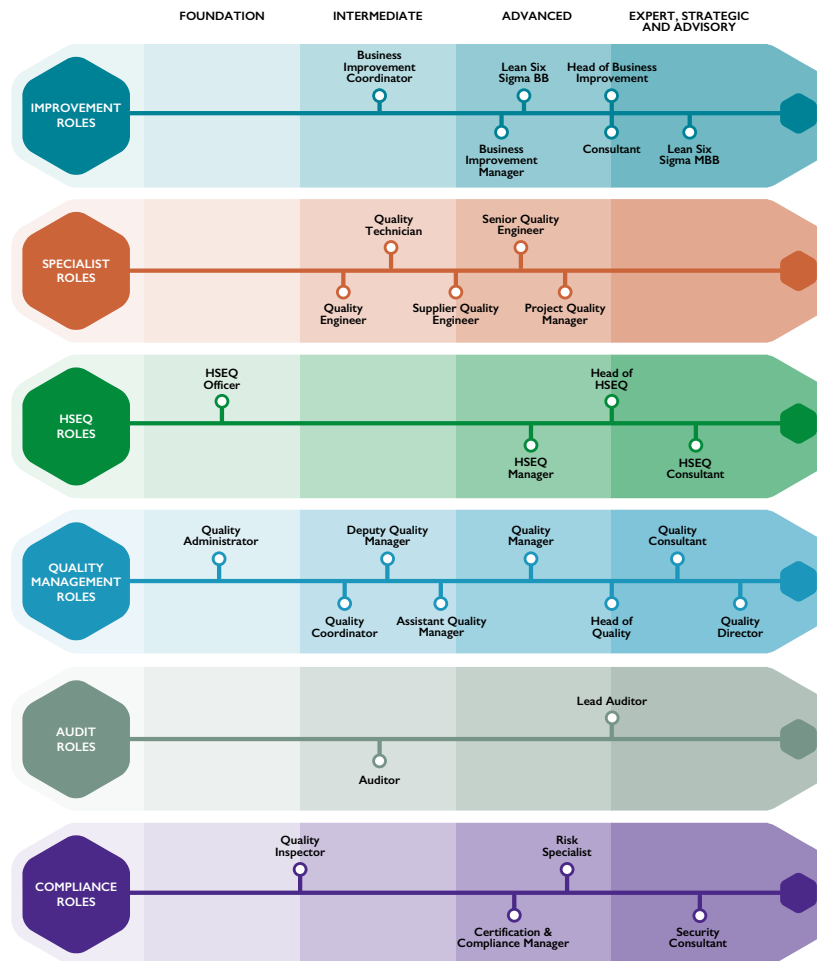 FOUNDATION
INTERMEDIATE
ADVANCED
EXPERT, STRATEGIC
AND ADVISORY
IMPROVEMENT
ROLES
Business
Improvement
Coordinator
Lean Six
Sigma BB
Head of Business
Improvement
Business
Improvement
Manager
Consultant
Lean Six
Sigma MBB
SPECIALIST
ROLES
Quality
Technician
Senior Quality
Engineer
Quality
Engineer
Supplier Quality
Engineer
Project Quality
Manager
HSEQ
ROLES
HSEQ
Officer
Head of
HSEQ
HSEQ
Manager
HSEQ
Consultant
QUALITY
MANAGEMENT
ROLES
Quality
Administrator
Deputy Quality
Manager
Quality
Manager
Quality
Consultant
Quality
Coordinator
Assistant Quality
Manager
Head of
Quality
Quality
Director
AUDIT
ROLES
Lead Auditor
Auditor
COMPLIANCE
ROLES
Quality
Inspector
Risk
Specialist
Certification &
Compliance Manager
Security
Consultant